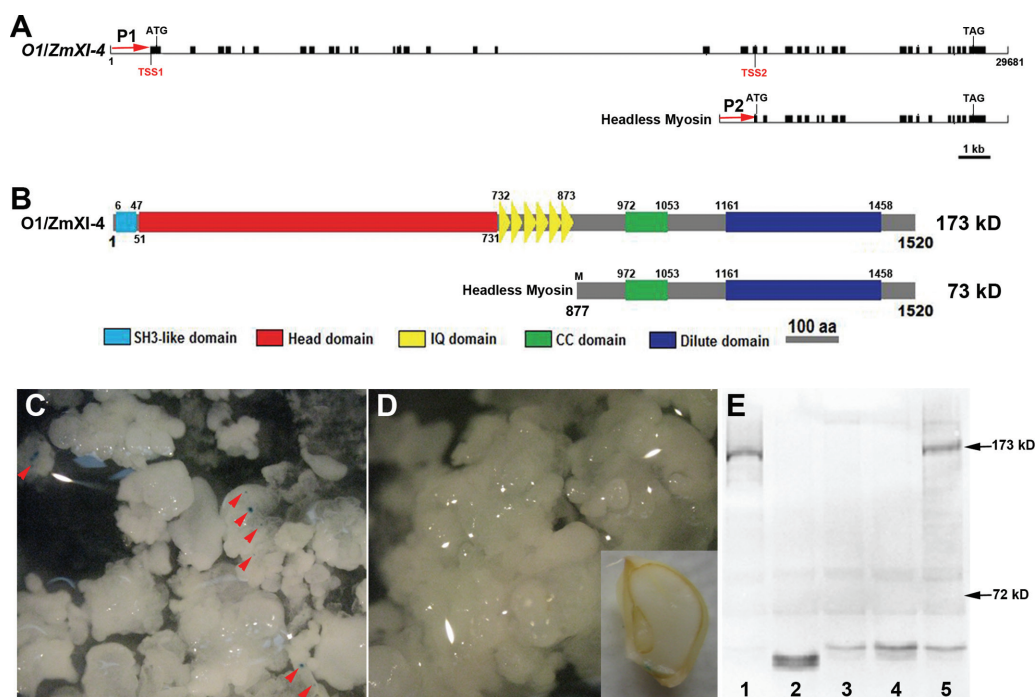 A
P1
ATG
TAG
O1/ZmXI-4
1
TSS1
TSS2
29681
P2
ATG
TAG
Headless Myosin
1 kb
B
6 47
732 873
972 1053
1161 1458
O1/ZmXI-4
173 kD
1
51
731
1520
M
972 1053
1161 1458
Headless Myosin
73 kD
877
1520
SH3-like domain
Head domain
IQ domain
CC domain
Dilute domain
100 aa
C
D
E
173 kD
72 kD
1 2 3 4 5